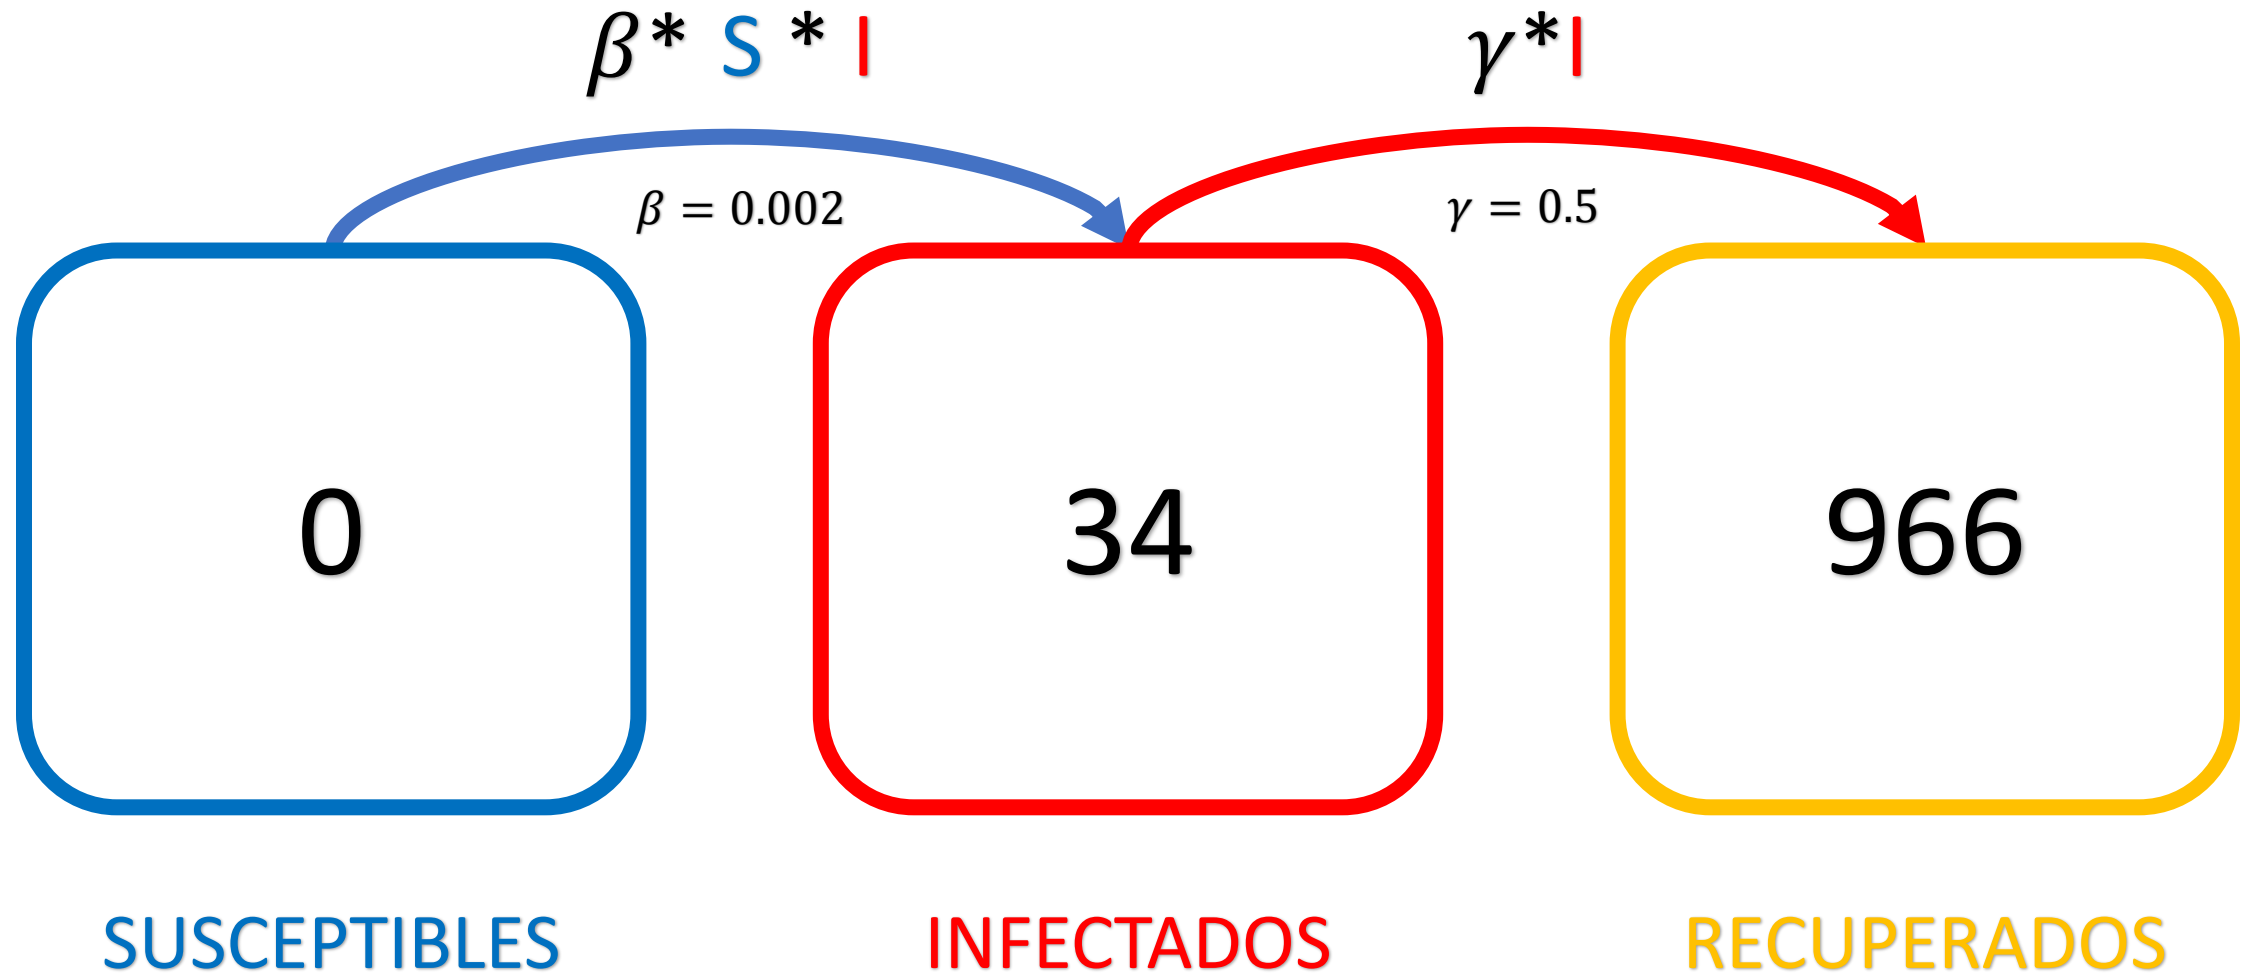 β* S * I
γ*I
β = 0.002
γ = 0.5
0
34
966
SUSCEPTIBLES
INFECTADOS
RECUPERADOS